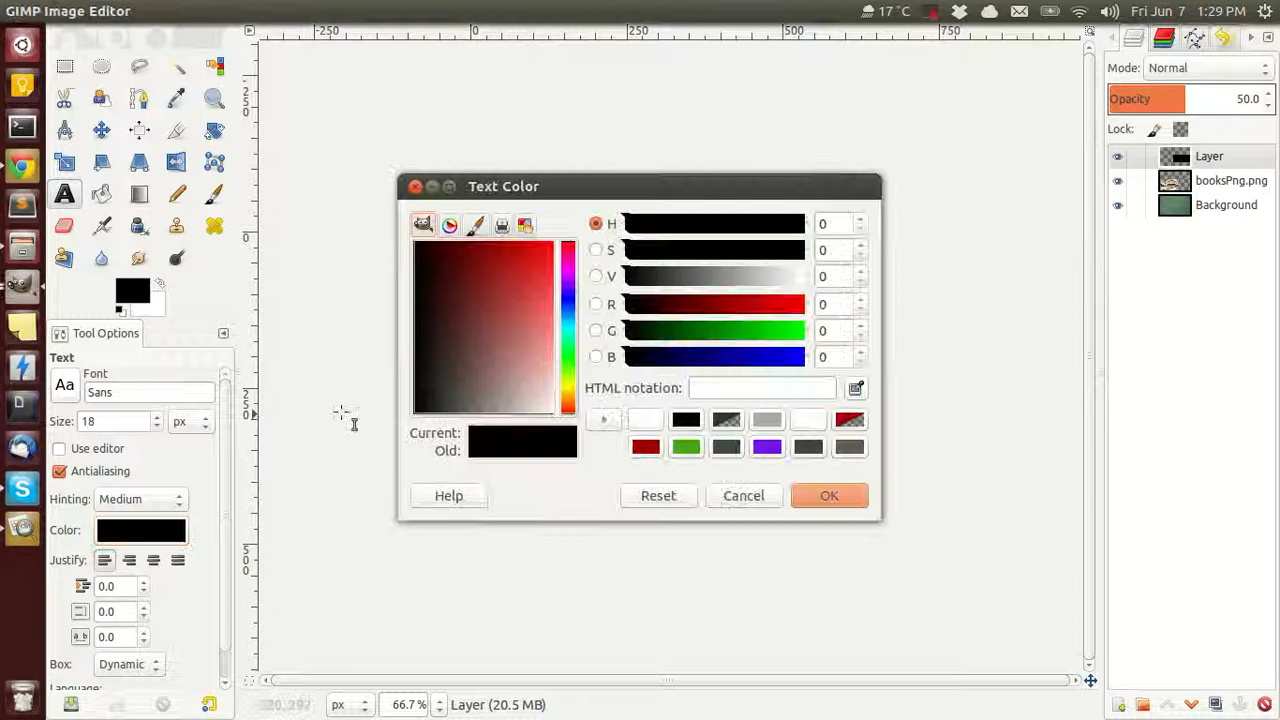 GIMP Image Editor
17 °C
Fri Jun 7
1:29 PM
-250
0
250
500
750
Mode: Normal
Opacity 50.0
Lock:
Layer
booksPng.png
Background
Text Color
H 0
S 0
V 0
R 0
G 0
B 0
HTML notation:
Current:
Old:
Help
Reset
Cancel
OK
Tool Options
Text
Font
Aa
Sans
Size: 18 px
Use editor
Antialiasing
Hinting: Medium
Color:
Justify:
0.0
0.0
0.0
Box: Dynamic
px
66.7 %
Layer (20.5 MB)